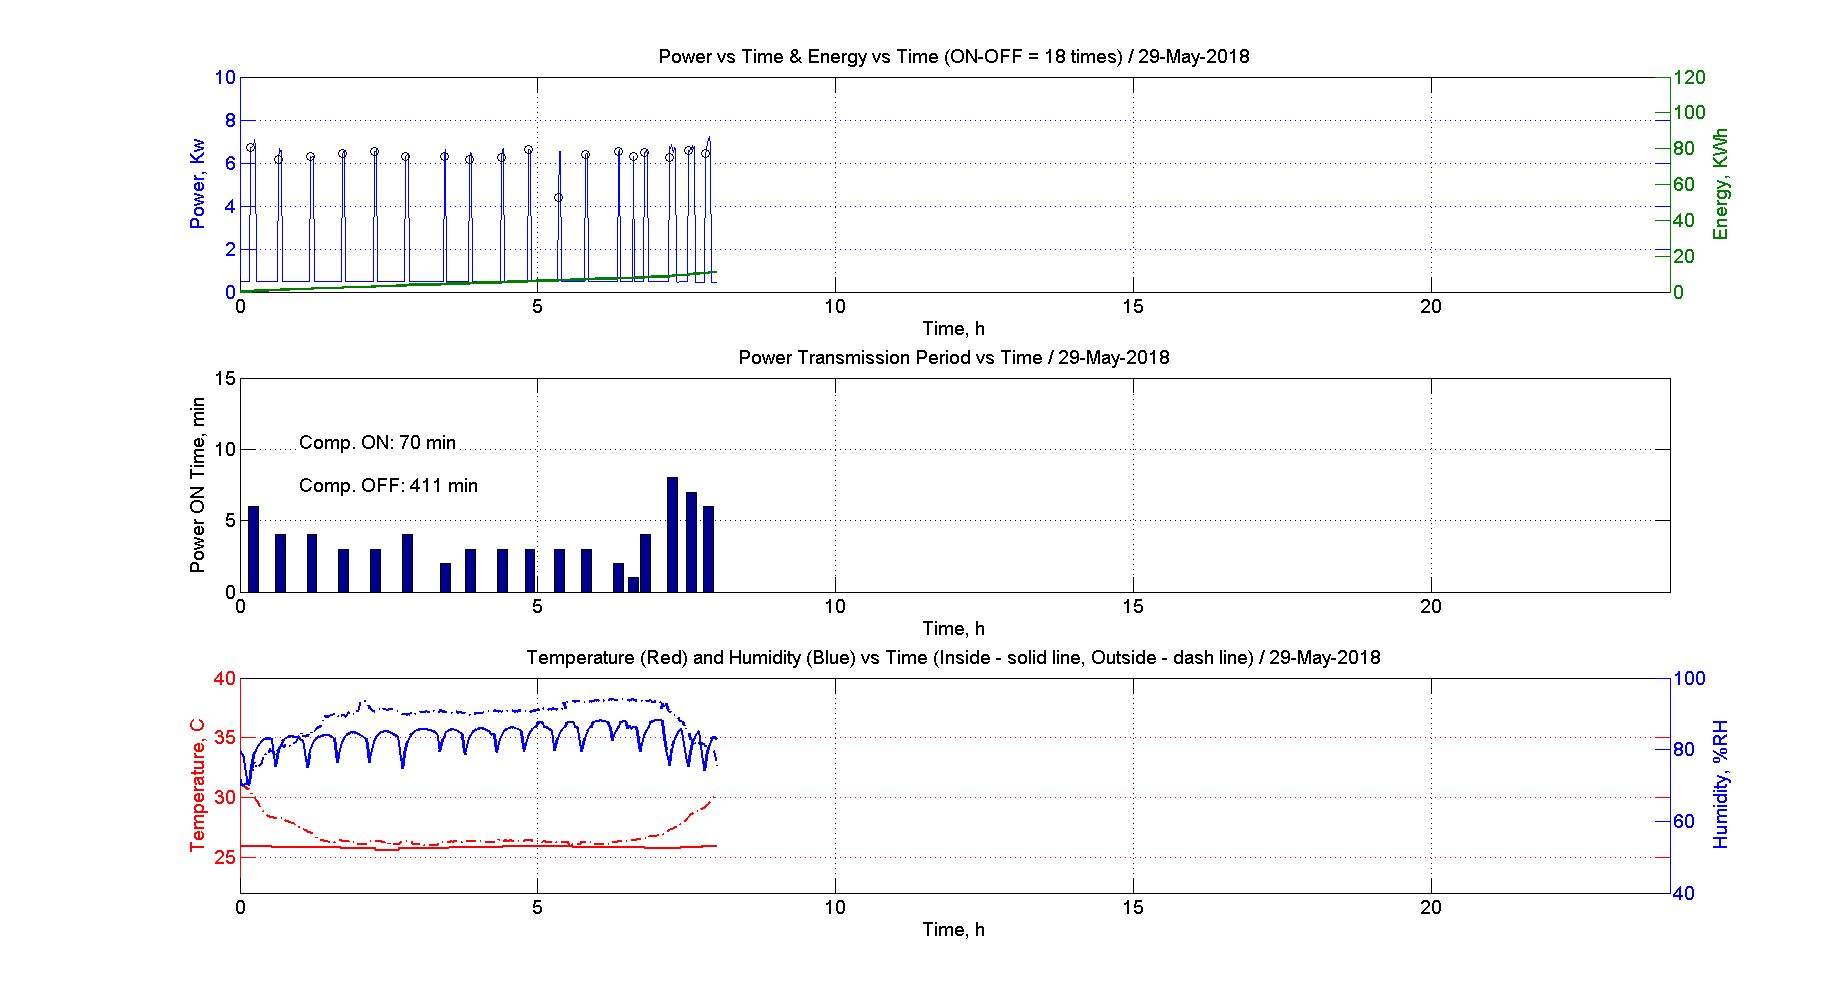 Power vs Time & Energy vs Time (ON-OFF = 18 times) / 29-May-2018
10
8
6
4
2
0
Power, Kw
120
100
80
60
40
20
0
Energy, KWh
0 5 10 15 20
Time, h
Power Transmission Period vs Time / 29-May-2018
15
10
5
0
Power ON Time, min
Comp. ON: 70 min
Comp. OFF: 411 min
0 5 10 15 20
Time, h
Temperature (Red) and Humidity (Blue) vs Time (Inside - solid line, Outside - dash line) / 29-May-2018
40
35
30
25
Temperature, C
100
80
60
40
Humidity, %RH
0 5 10 15 20
Time, h